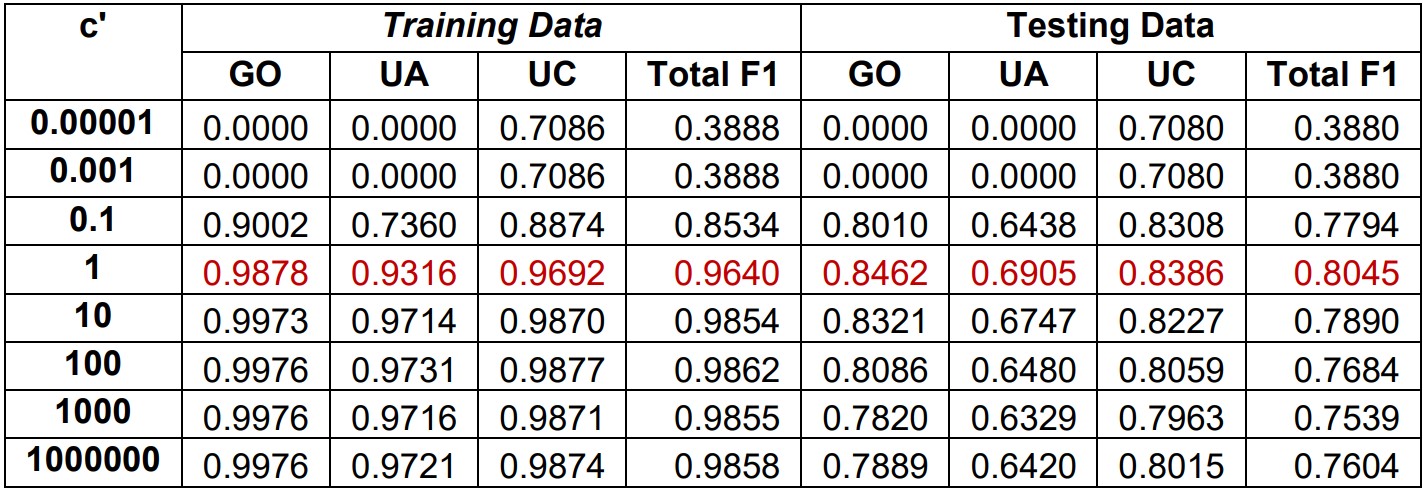 c' Training Data Testing Data
GO UA UC Total F1 GO UA UC Total F1
0.00001 0.0000 0.0000 0.7086 0.3888 0.0000 0.0000 0.7080 0.3880
0.001 0.0000 0.0000 0.7086 0.3888 0.0000 0.0000 0.7080 0.3880
0.1 0.9002 0.7360 0.8874 0.8534 0.8010 0.6438 0.8308 0.7794
1 0.9878 0.9316 0.9692 0.9640 0.8462 0.6905 0.8386 0.8045
10 0.9973 0.9714 0.9870 0.9854 0.8321 0.6747 0.8227 0.7890
100 0.9976 0.9731 0.9877 0.9862 0.8086 0.6480 0.8059 0.7684
1000 0.9976 0.9716 0.9871 0.9855 0.7820 0.6329 0.7963 0.7539
1000000 0.9976 0.9721 0.9874 0.9858 0.7889 0.6420 0.8015 0.7604